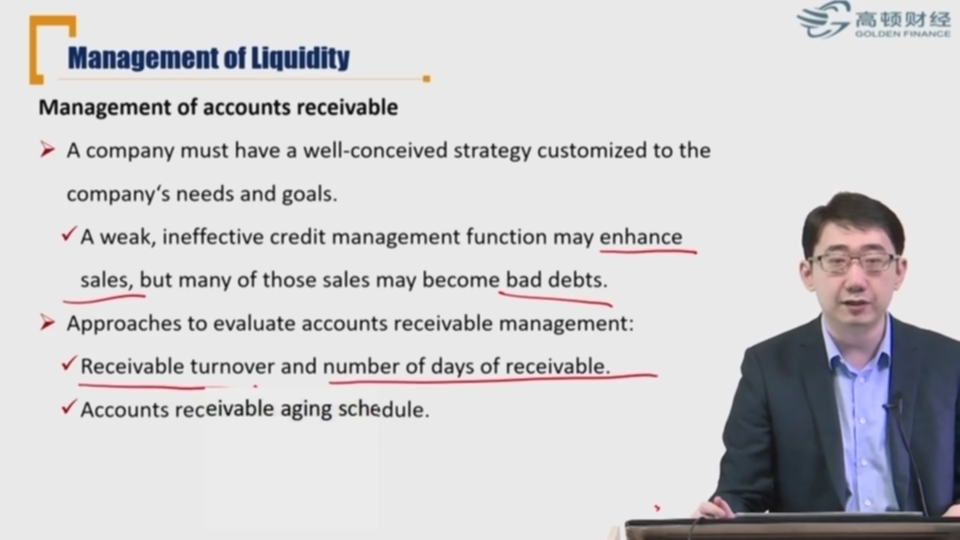 高顿财经
GOLDEN FINANCE
Management of Liquidity
Management of accounts receivable
A company must have a well-conceived strategy customized to the
company's needs and goals.
A weak, ineffective credit management function may enhance
sales, but many of those sales may become bad debts.
Approaches to evaluate accounts receivable management:
Receivable turnover and number of days of receivable.
Accounts receivable aging schedule.